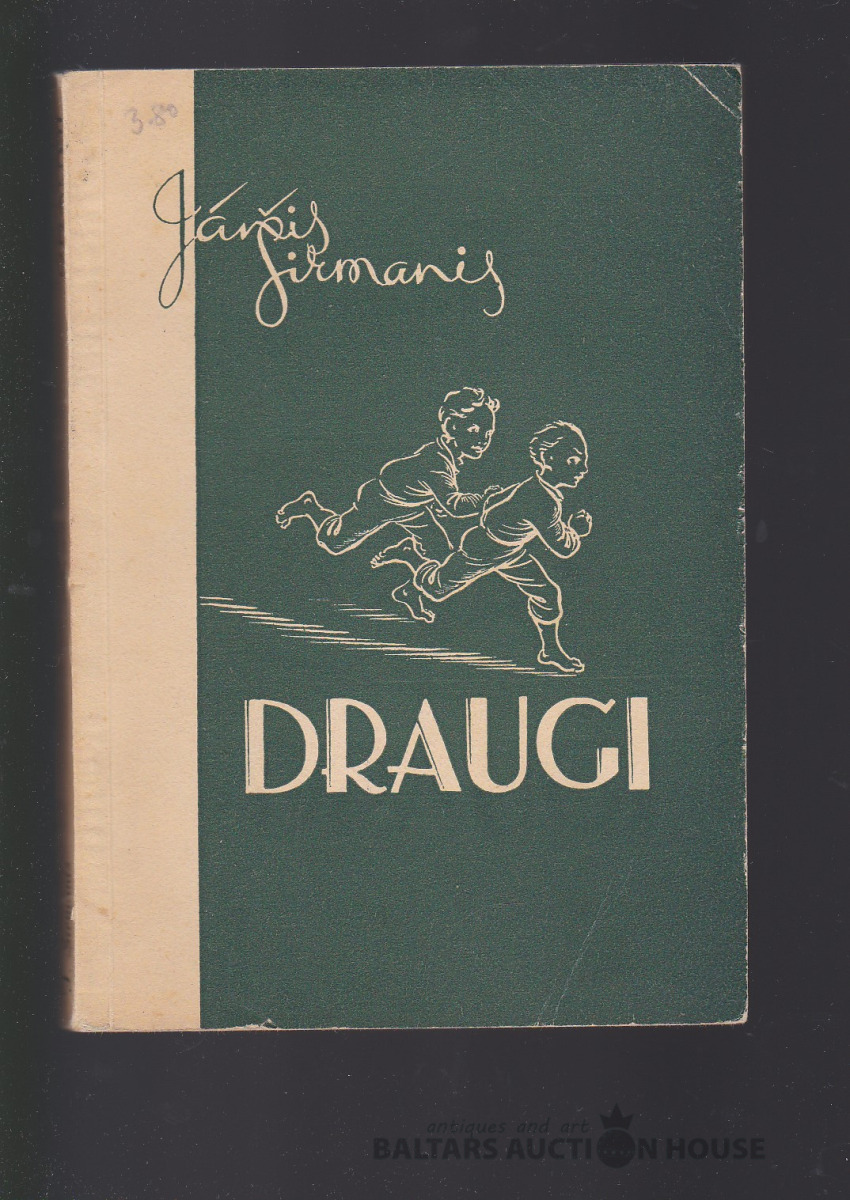 3.80
Jānis
Širmanis
DRAUGI
antiques and art
BALTARS AUCTION HOUSE